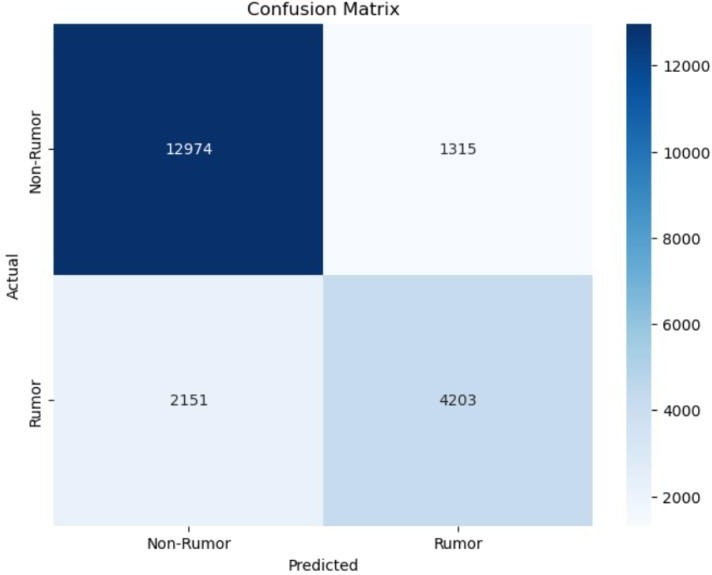 Confusion Matrix
Non-Rumor
12974
1315
Actual
Rumor
2151
4203
Non-Rumor
Rumor
Predicted
12000
10000
8000
6000
4000
2000